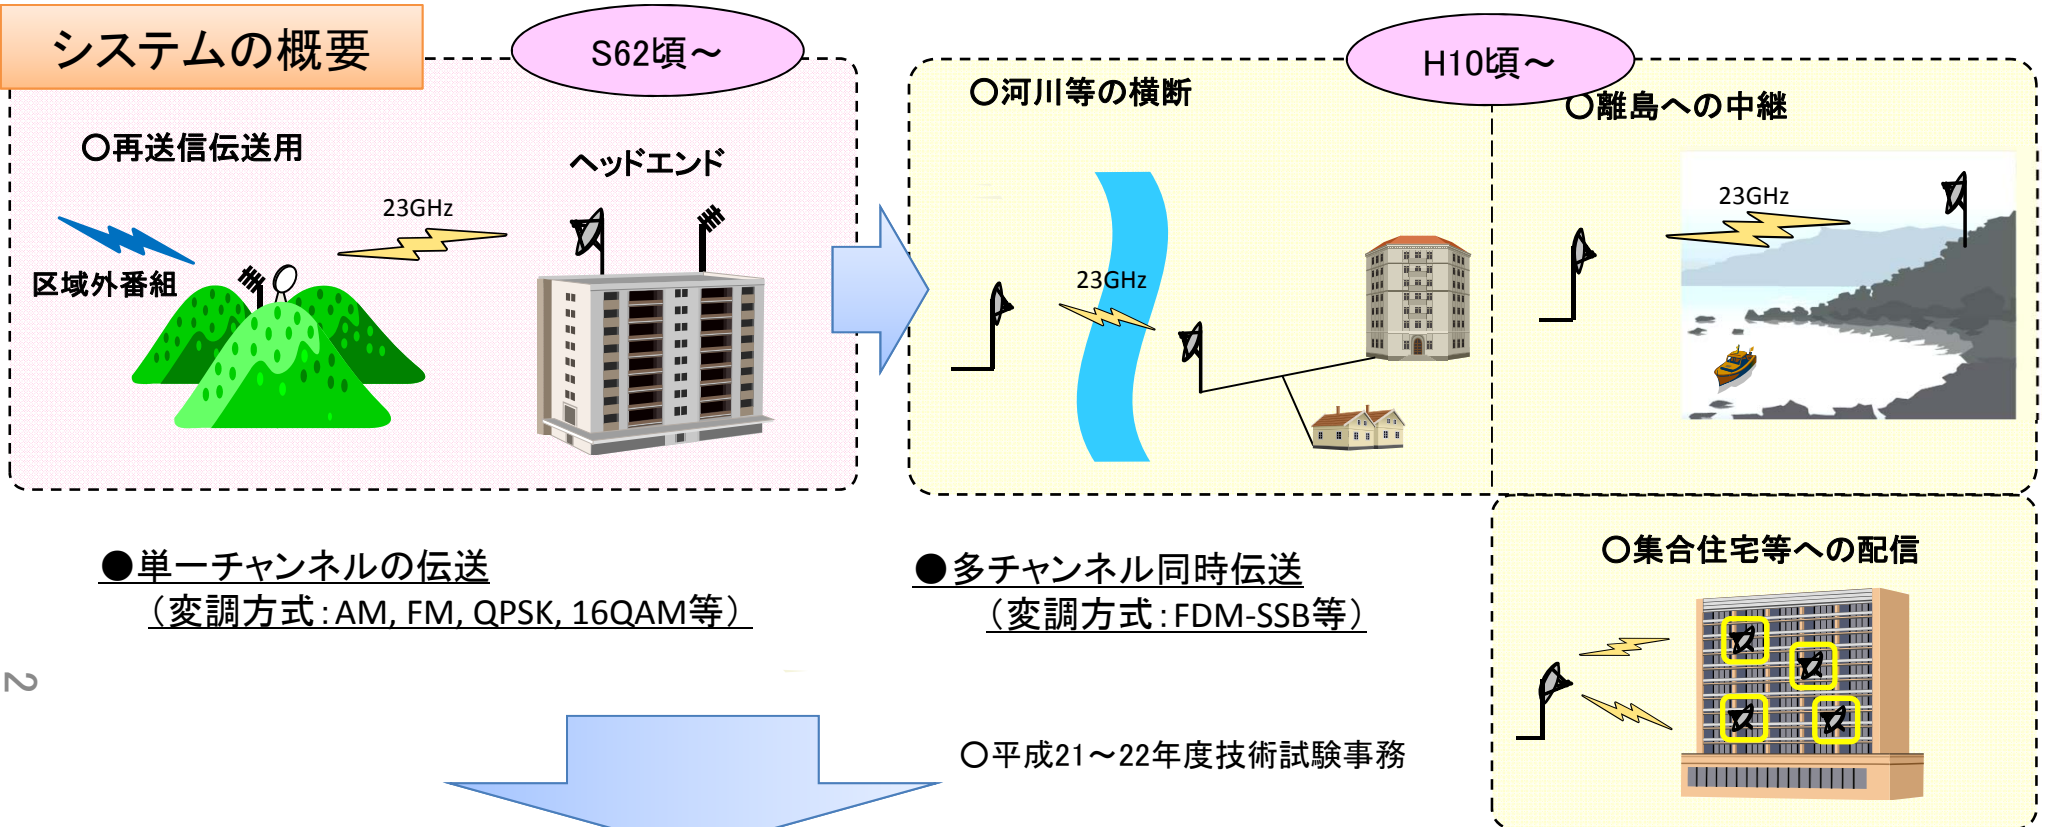 システムの概要
S62頃～
H10頃～
○再送信伝送用
ヘッドエンド
23GHz
区域外番組
○河川等の横断
23GHz
○離島への中継
23GHz
●単一チャンネルの伝送
（変調方式：AM, FM, QPSK, 16QAM等）
●多チャンネル同時伝送
（変調方式：FDM-SSB等）
○集合住宅等への配信
○平成21～22年度技術試験事務
2